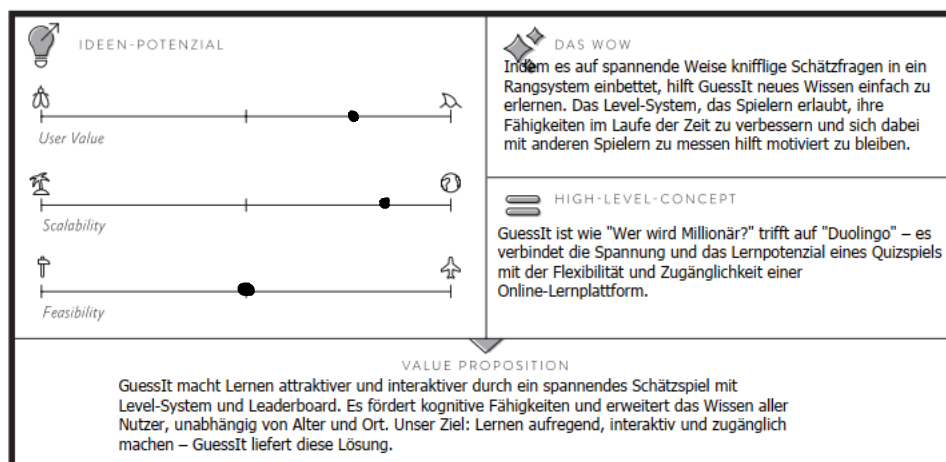 IDEEN-POTENZIAL
User Value
Scalability
Feasibility
DAS WOW
Indem es auf spannende Weise knifflige Schätzfragen in ein
Rangsystem einbettet, hilft GuessIt neues Wissen einfach zu
erlernen. Das Level-System, das Spielern erlaubt, ihre
Fähigkeiten im Laufe der Zeit zu verbessern und sich dabei
mit anderen Spielern zu messen hilft motiviert zu bleiben.
HIGH-LEVEL-CONCEPT
GuessIt ist wie "Wer wird Millionär?" trifft auf "Duolingo" – es
verbindet die Spannung und das Lernpotenzial eines Quizspiels
mit der Flexibilität und Zugänglichkeit einer
Online-Lernplattform.
VALUE PROPOSITION
GuessIt macht Lernen attraktiver und interaktiver durch ein spannendes Schätzspiel mit
Level-System und Leaderboard. Es fördert kognitive Fähigkeiten und erweitert das Wissen aller
Nutzer, unabhängig von Alter und Ort. Unser Ziel: Lernen aufregend, interaktiv und zugänglich
machen – GuessIt liefert diese Lösung.